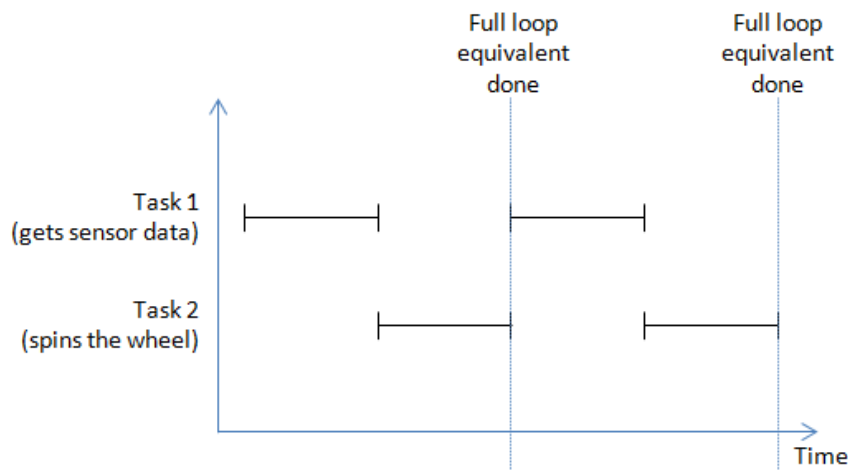 Full loop
equivalent
done
Full loop
equivalent
done
Task 1
(gets sensor data)
Task 2
(spins the wheel)
Time